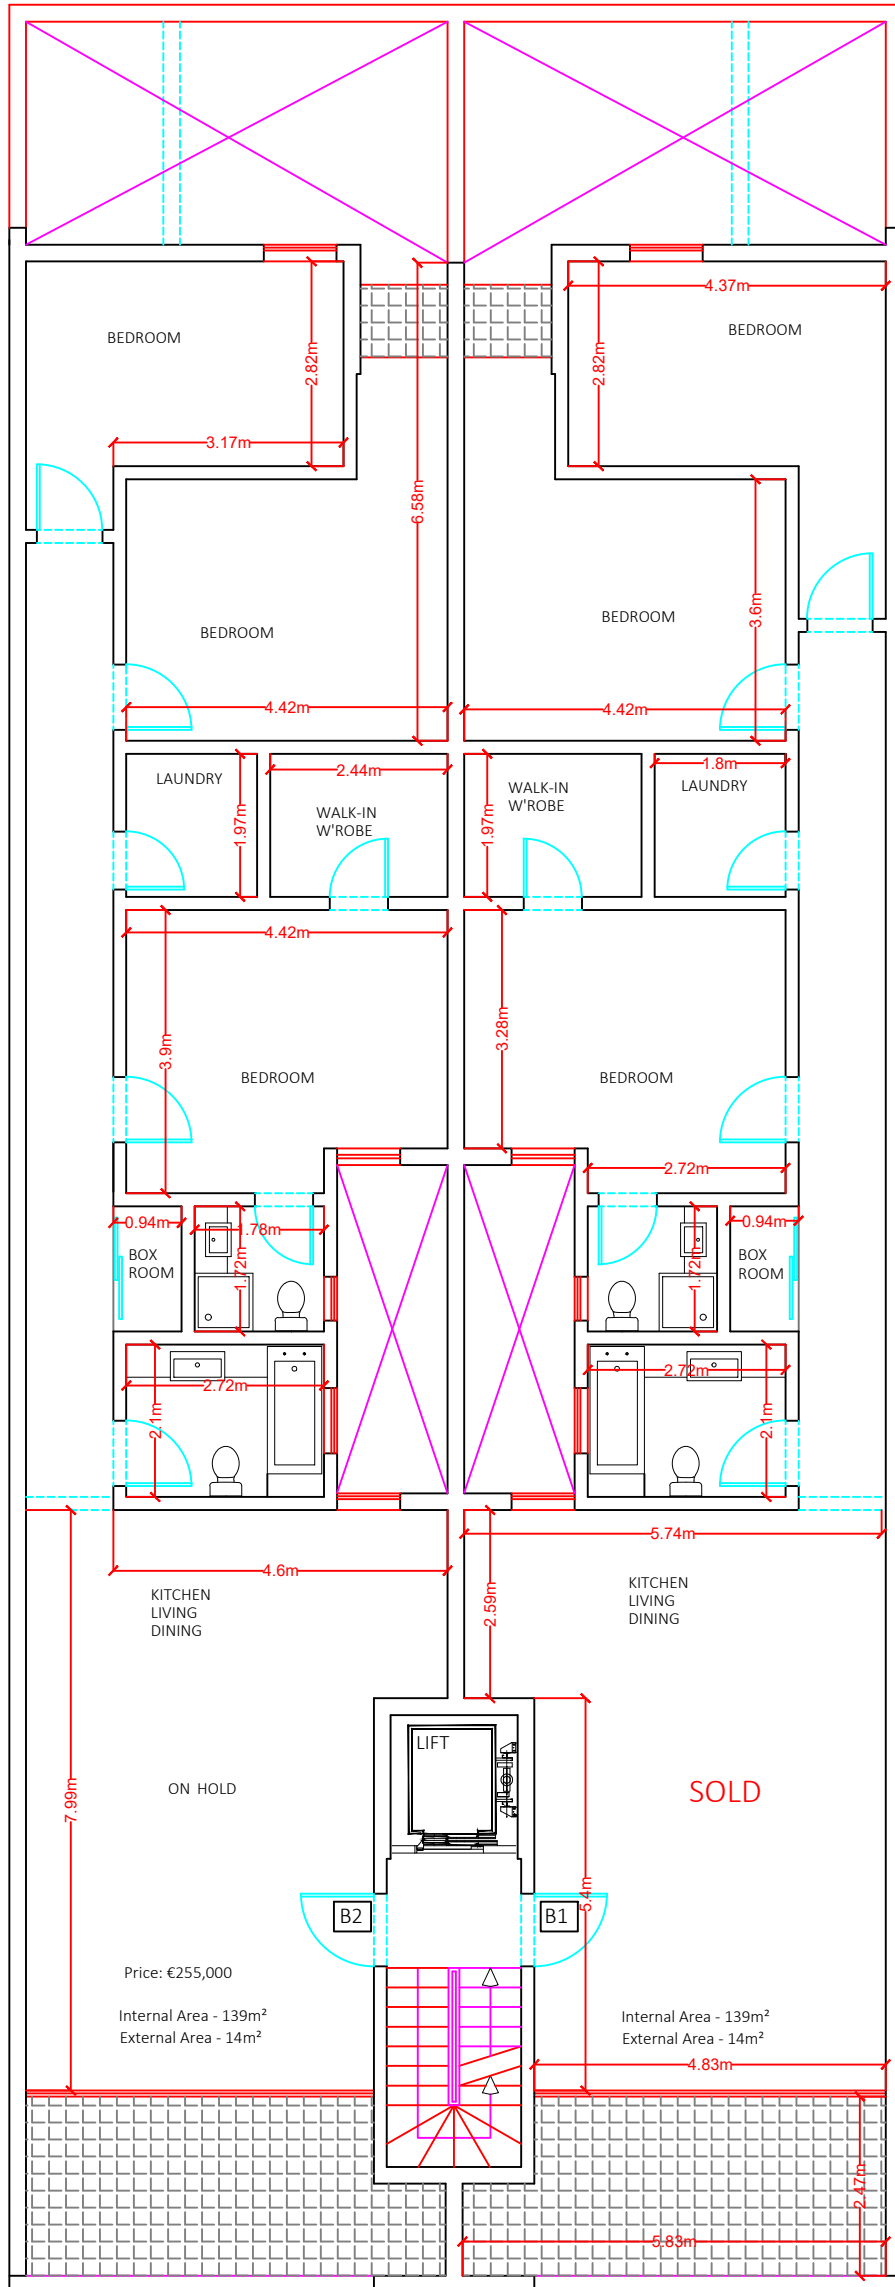 4.37m
BEDROOM
BEDROOM
2.82m
2.82m
3.17m
6.58m
3.6m
BEDROOM
BEDROOM
4.42m
4.42m
LAUNDRY
2.44m
1.8m
WALK-IN
W'ROBE
WALK-IN
W'ROBE
LAUNDRY
1.97m
1.97m
4.42m
3.9m
3.28m
BEDROOM
BEDROOM
2.72m
0.94m
1.78m
0.94m
BOX
ROOM
1.72m
1.72m
BOX
ROOM
2.72m
2.72m
2.1m
2.1m
5.74m
4.6m
KITCHEN
LIVING
DINING
2.59m
KITCHEN
LIVING
DINING
LIFT
7.99m
ON HOLD
SOLD
5.4m
B2
B1
Price: €255,000
Internal Area - 139m²
External Area - 14m²
Internal Area - 139m²
External Area - 14m²
4.83m
2.47m
5.83m